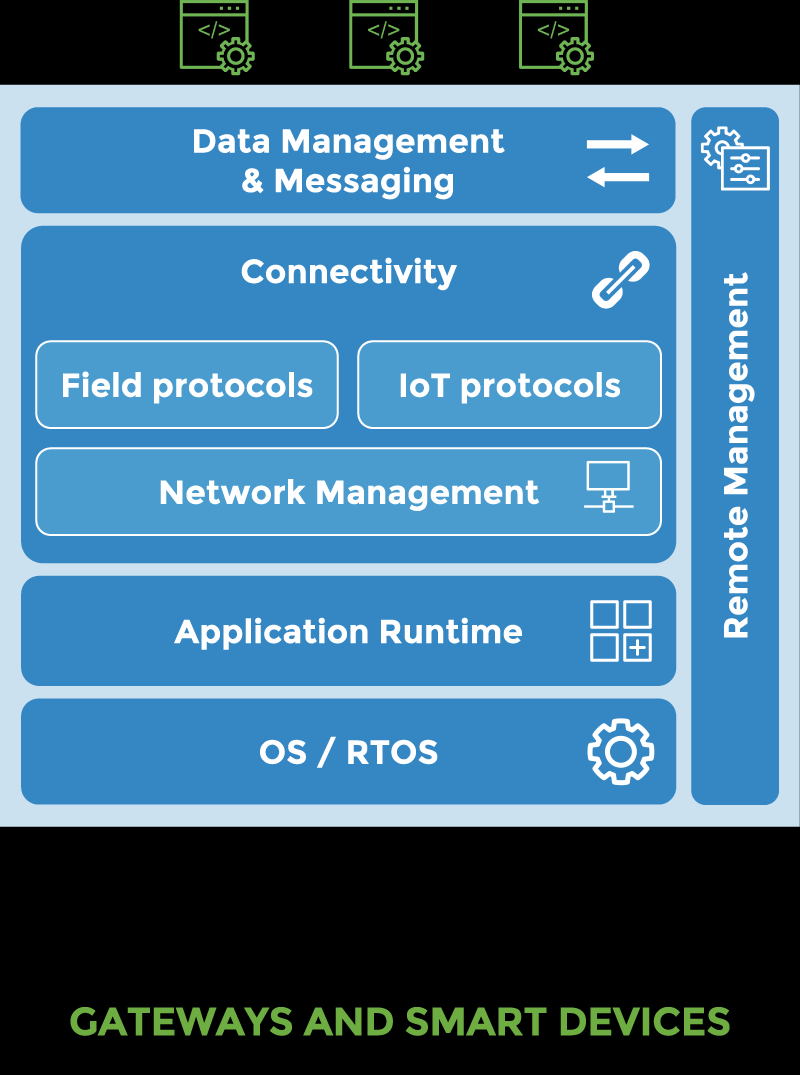 </>
</>
</>
Data Management
& Messaging
Connectivity
Field protocols
IoT protocols
Network Management
Application Runtime
OS / RTOS
Remote Management
GATEWAYS AND SMART DEVICES